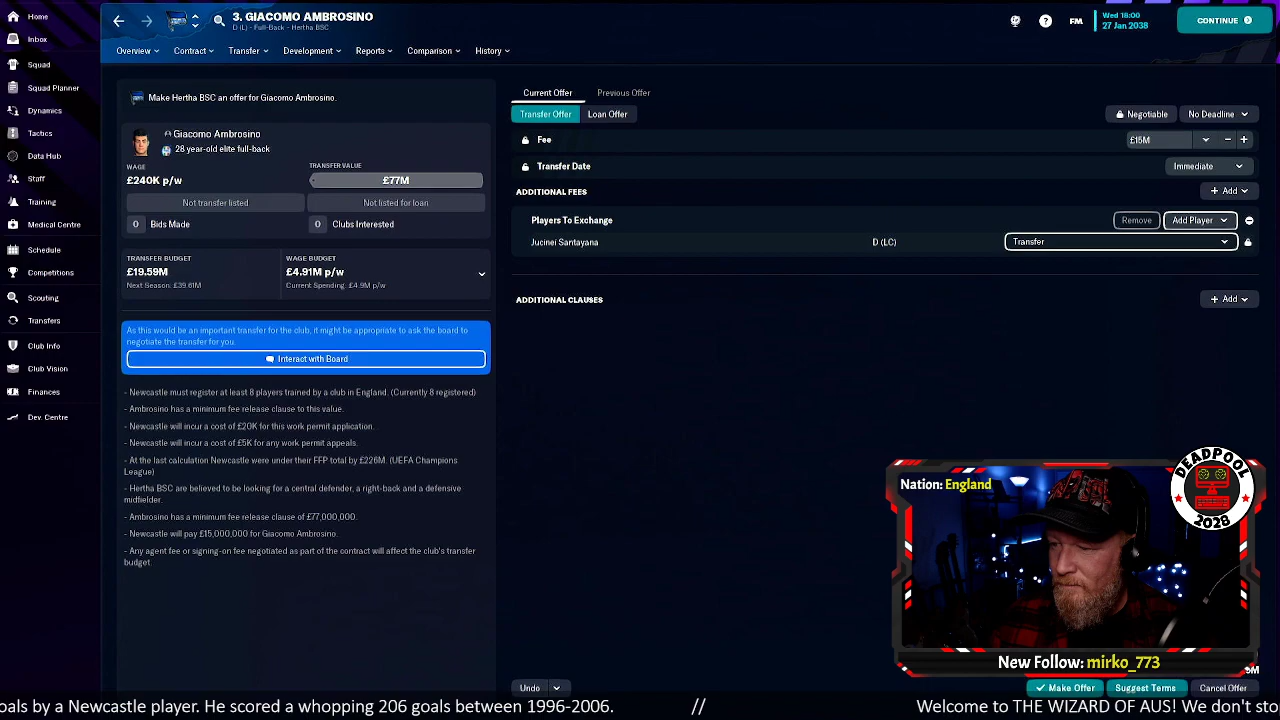 Home
Inbox
Squad
Squad Planner
Dynamics
Tactics
Data Hub
Staff
Training
Medical Centre
Schedule
Competitions
Scouting
Transfers
Club Info
Club Vision
Finances
Dev. Centre
3. GIACOMO AMBROSINO
D (L) - Full-Back - Hertha BSC
FM
Wed 18:00
27 Jan 2038
CONTINUE
Overview
Contract
Transfer
Development
Reports
Comparison
History
Make Hertha BSC an offer for Giacomo Ambrosino.
Giacomo Ambrosino
28 year-old elite full-back
WAGE
£240K p/w
TRANSFER VALUE
£77M
Not transfer listed
Not listed for loan
0 Bids Made
0 Clubs Interested
TRANSFER BUDGET
£19.59M
Next Season: £39.61M
WAGE BUDGET
£4.91M p/w
Current Spending: £4.9M p/w
As this would be an important transfer for the club, it might be appropriate to ask the board to
negotiate the transfer for you.
Interact with Board
- Newcastle must register at least 8 players trained by a club in England. (Currently 8 registered)
- Ambrosino has a minimum fee release clause to this value.
- Newcastle will incur a cost of £20K for this work permit application.
- Newcastle will incur a cost of £5K for any work permit appeals.
- At the last calculation Newcastle were under their FFP total by £226M. (UEFA Champions
League)
- Hertha BSC are believed to be looking for a central defender, a right-back and a defensive
midfielder.
- Ambrosino has a minimum fee release clause of £77,000,000.
- Newcastle will pay £15,000,000 for Giacomo Ambrosino.
- Any agent fee or signing-on fee negotiated as part of the contract will affect the club's transfer
budget.
Current Offer
Previous Offer
Transfer Offer
Loan Offer
Negotiable
No Deadline
Fee
£15M
Transfer Date
Immediate
ADDITIONAL FEES
+ Add
Players To Exchange
Remove
Add Player
Jucinei Santayana
D (LC)
Transfer
ADDITIONAL CLAUSES
+ Add
Nation: England
DEADPOOL
2028
New Follow: mirko_773
Undo
Make Offer
Suggest Terms
Cancel Offer
oals by a Newcastle player. He scored a whopping 206 goals between 1996-2006. // Welcome to THE WIZARD OF AUS! We don't sto